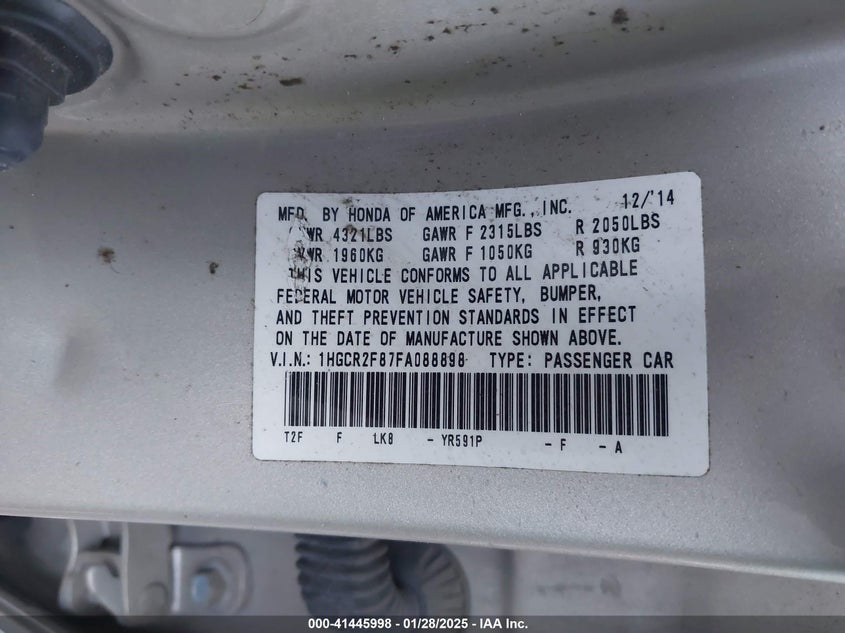 MFD. BY HONDA OF AMERICA MFG., INC. 12/'14
4321LBS GAWR F 2315LBS R 2050LBS
1960KG GAWR F 1050KG R 930KG
THIS VEHICLE CONFORMS TO ALL APPLICABLE
FEDERAL MOTOR VEHICLE SAFETY, BUMPER,
AND THEFT PREVENTION STANDARDS IN EFFECT
ON THE DATE OF MANUFACTURE SHOWN ABOVE.
V.I.N.: 1HGCR2F87FA088898 TYPE: PASSENGER CAR
T2F F LK8 - YR591P - F - A
000-41445998 - 01/28/2025 - IAA Inc.